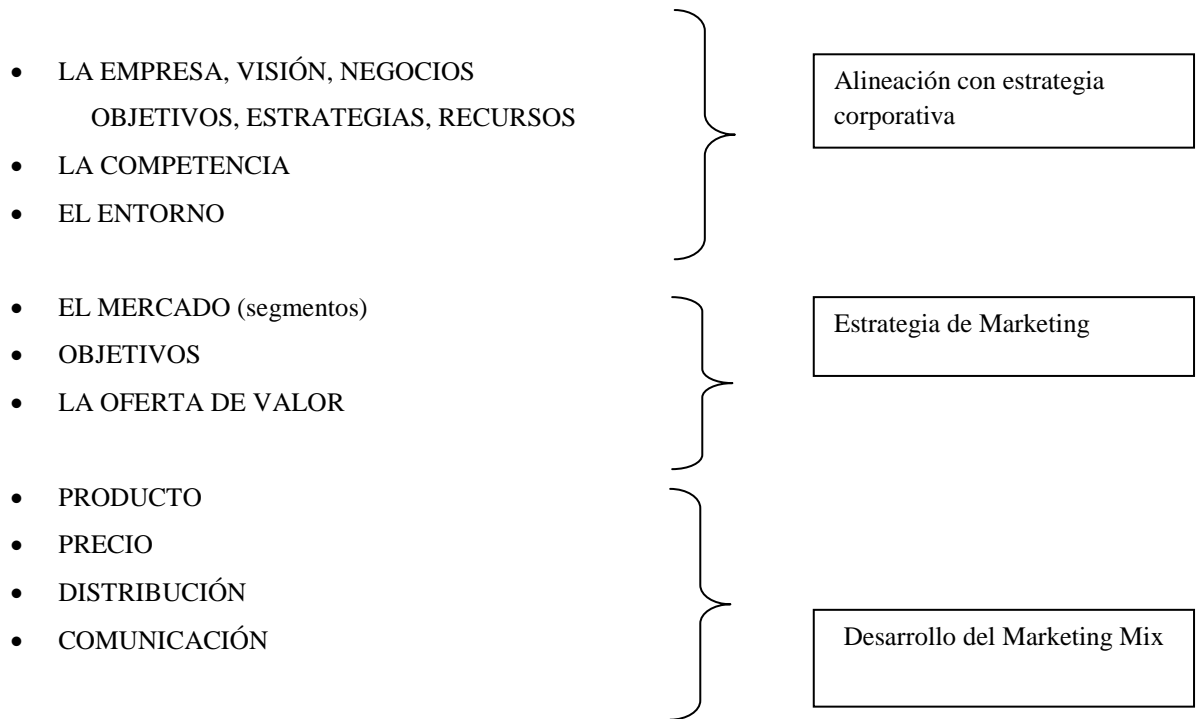 • LA EMPRESA, VISIÓN, NEGOCIOS
OBJETIVOS, ESTRATEGIAS, RECURSOS
• LA COMPETENCIA
• EL ENTORNO
Alineación con estrategia
corporativa
• EL MERCADO (segmentos)
• OBJETIVOS
• LA OFERTA DE VALOR
Estrategia de Marketing
• PRODUCTO
• PRECIO
• DISTRIBUCIÓN
• COMUNICACIÓN
Desarrollo del Marketing Mix